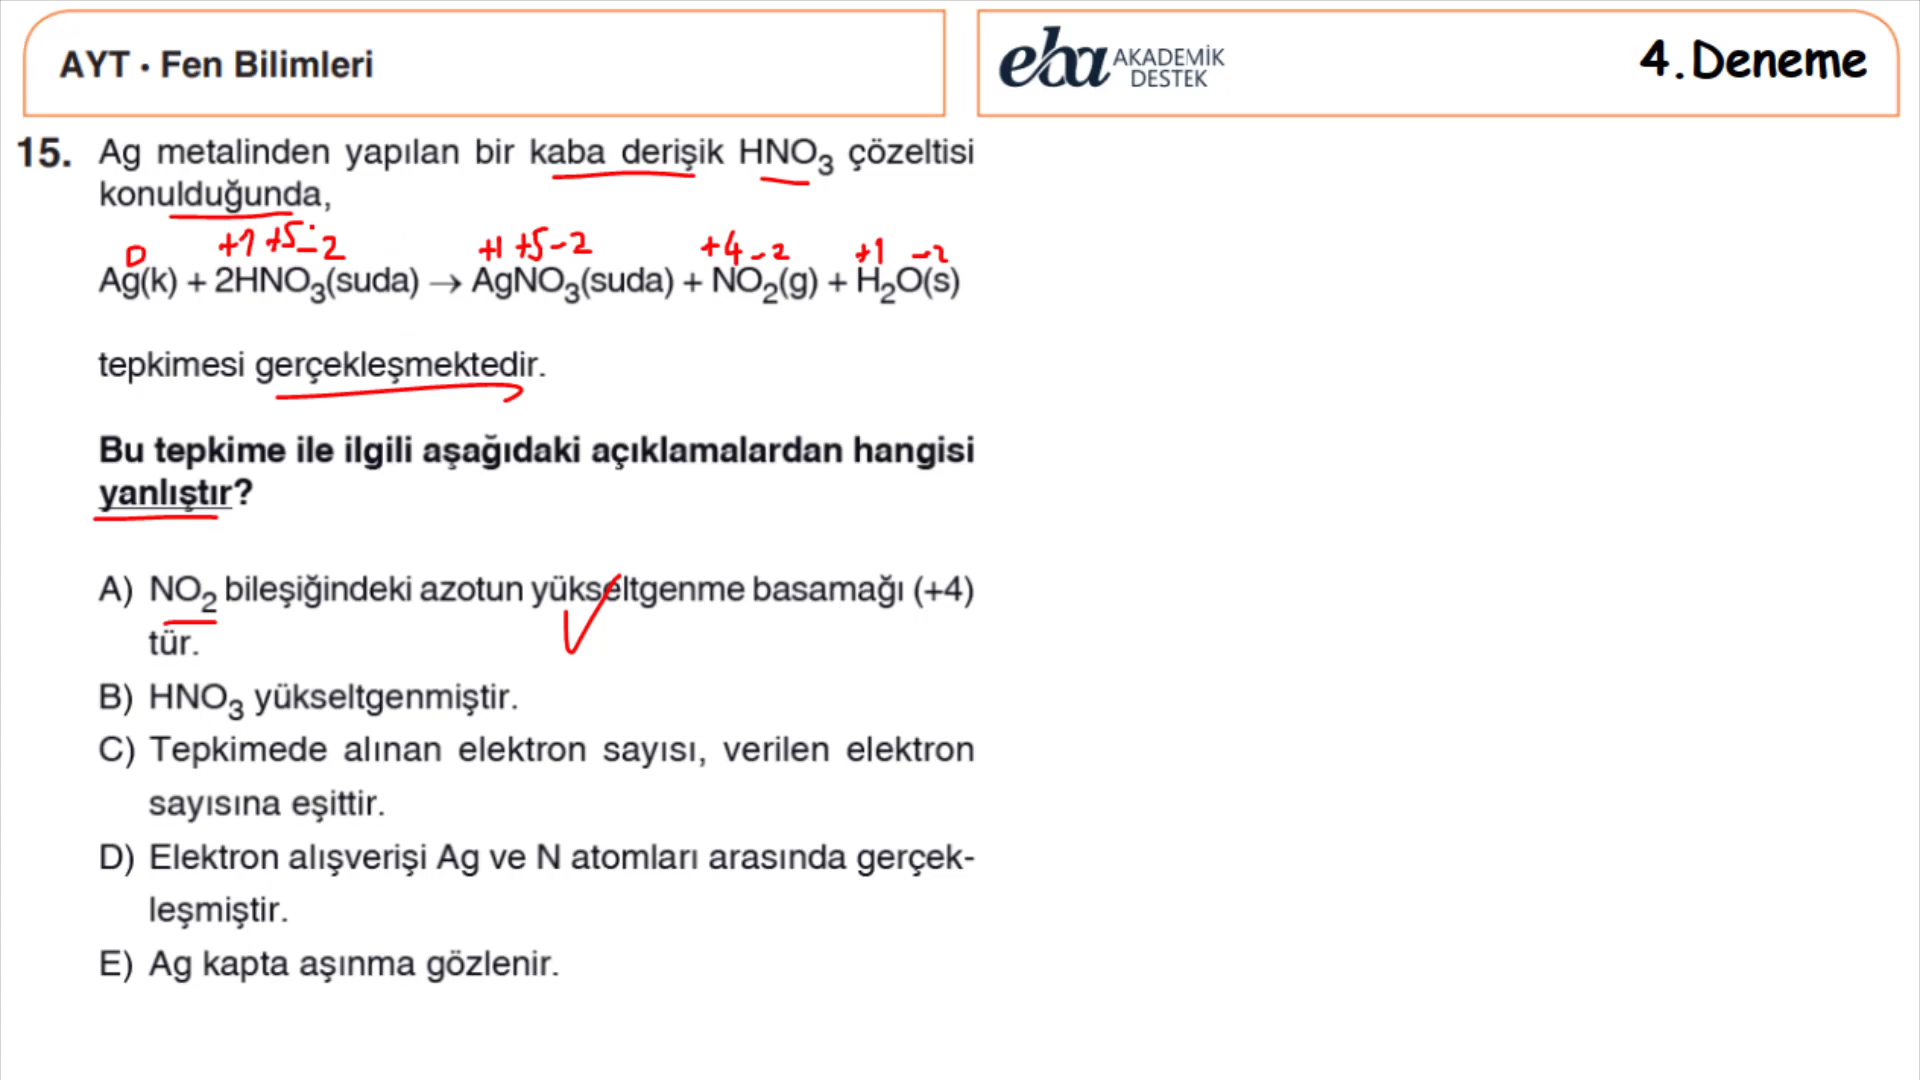 AYT • Fen Bilimleri
eba AKADEMİK DESTEK
4.Deneme
15. Ag metalinden yapılan bir kaba derişik HNO₃ çözeltisi
konulduğunda,
0 +1 +5 -2 +1 +5 -2 +4 -2 +1 -2
Ag(k) + 2HNO₃(suda) → AgNO₃(suda) + NO₂(g) + H₂O(s)
tepkimesi gerçekleşmektedir.
Bu tepkime ile ilgili aşağıdaki açıklamalardan hangisi
yanlıştır?
A) NO₂ bileşiğindeki azotun yükseltgenme basamağı (+4)
tür.
B) HNO₃ yükseltgenmiştir.
C) Tepkimede alınan elektron sayısı, verilen elektron
sayısına eşittir.
D) Elektron alışverişi Ag ve N atomları arasında gerçek-
leşmiştir.
E) Ag kapta aşınma gözlenir.